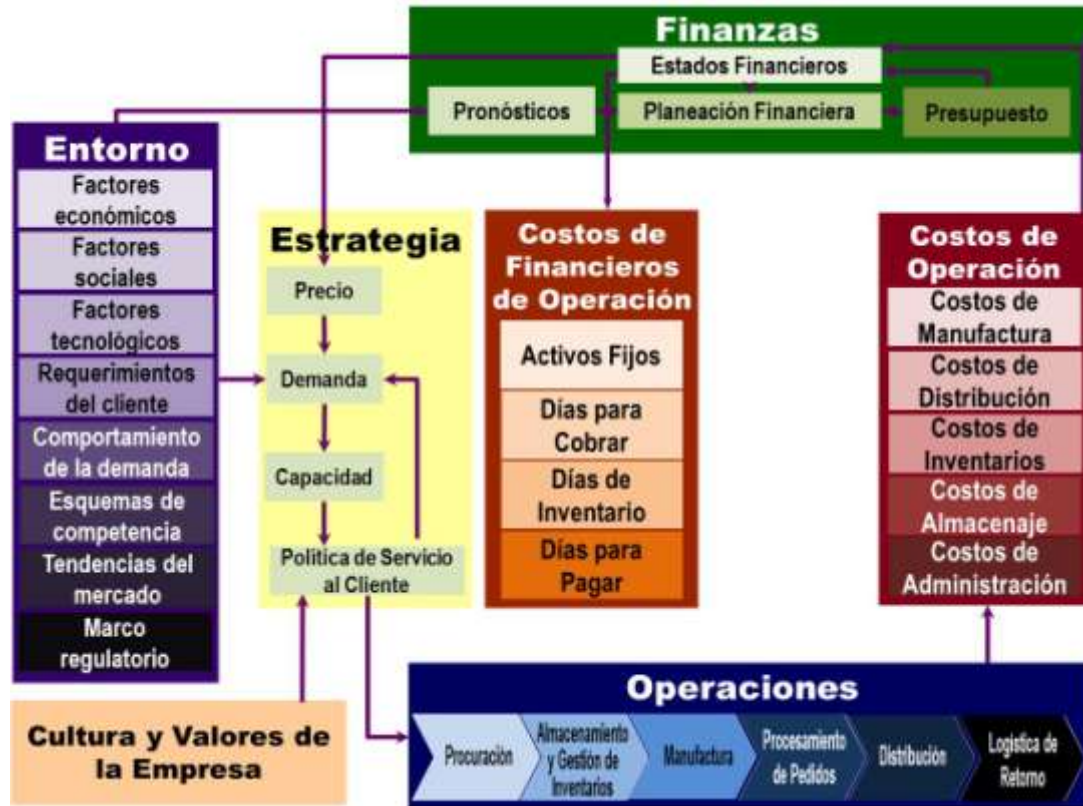 Finanzas
Estados Financieros
Pronósticos
Planeación Financiera
Presupuesto
Entorno
Factores
económicos
Factores
sociales
Factores
tecnológicos
Requerimientos
del cliente
Comportamiento
de la demanda
Esquemas de
competencia
Tendencias del
mercado
Marco
regulatorio
Estrategia
Precio
Demanda
Capacidad
Política de Servicio
al Cliente
Costos de
Financieros
de Operación
Activos Fijos
Días para
Cobrar
Días de
Inventario
Días para
Pagar
Costos de
Operación
Costos de
Manufactura
Costos de
Distribución
Costos de
Inventarios
Costos de
Almacenaje
Costos de
Administración
Cultura y Valores de
la Empresa
Operaciones
Procuración
Almacenamiento
y Gestión de
Inventarios
Manufactura
Procesamiento
de Pedidos
Distribución
Logística de
Retorno